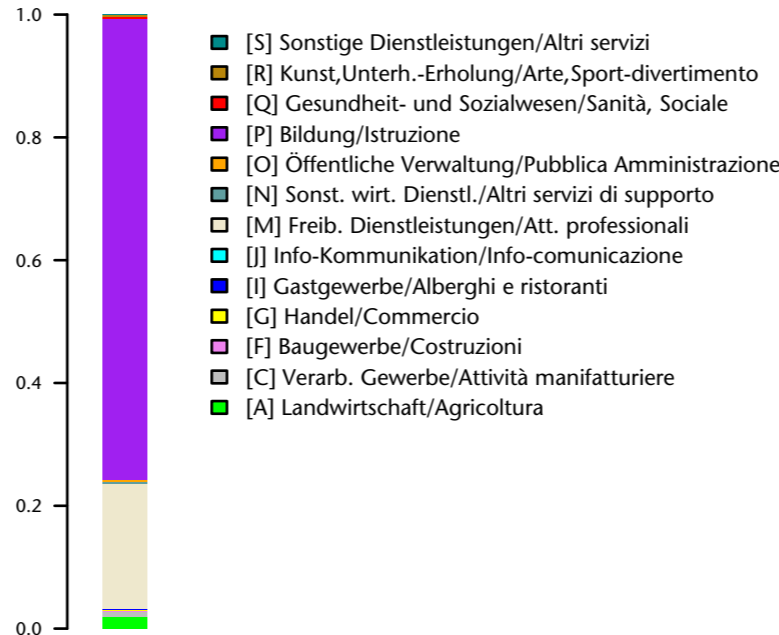 1.0
0.8
0.6
0.4
0.2
0.0
[S] Sonstige Dienstleistungen/Altri servizi
[R] Kunst,Unterh.-Erholung/Arte,Sport-divertimento
[Q] Gesundheit- und Sozialwesen/Sanità, Sociale
[P] Bildung/Istruzione
[O] Öffentliche Verwaltung/Pubblica Amministrazione
[N] Sonst. wirt. Dienstl./Altri servizi di supporto
[M] Freib. Dienstleistungen/Att. professionali
[J] Info-Kommunikation/Info-comunicazione
[I] Gastgewerbe/Alberghi e ristoranti
[G] Handel/Commercio
[F] Baugewerbe/Costruzioni
[C] Verarb. Gewerbe/Attività manifatturiere
[A] Landwirtschaft/Agricoltura